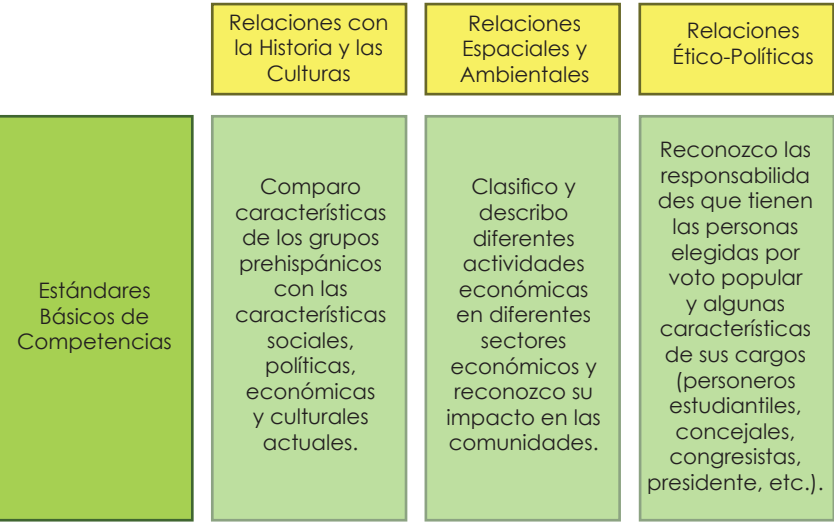 Relaciones con
la Historia y las
Culturas
Relaciones
Espaciales y
Ambientales
Relaciones
Ético-Políticas
Estándares
Básicos de
Competencias
Comparo
características
de los grupos
prehispánicos
con las
características
sociales,
políticas,
económicas
y culturales
actuales.
Clasifico y
describo
diferentes
actividades
económicas
en diferentes
sectores
económicos y
reconozco su
impacto en las
comunidades.
Reconozco las
responsabilida
des que tienen
las personas
elegidas por
voto popular
y algunas
características
de sus cargos
(personeros
estudiantiles,
concejales,
congresistas,
presidente, etc.).